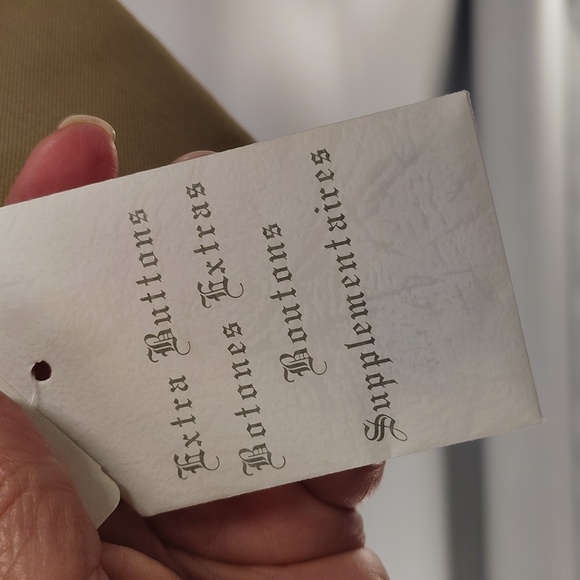 Extra Buttons
Botones Extras
Boutons
Supplementaires